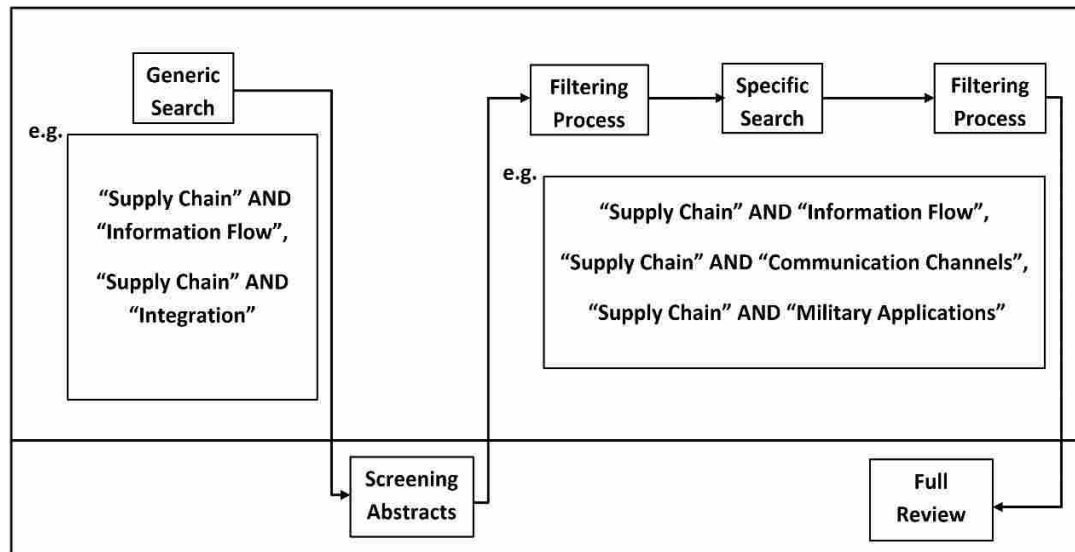 Generic
Search
e.g.
“Supply Chain” AND
“Information Flow”,
“Supply Chain” AND
“Integration”
Screening
Abstracts
Filtering
Process
Specific
Search
Filtering
Process
e.g.
“Supply Chain” AND “Information Flow”,
“Supply Chain” AND “Communication Channels”,
“Supply Chain” AND “Military Applications”
Full
Review